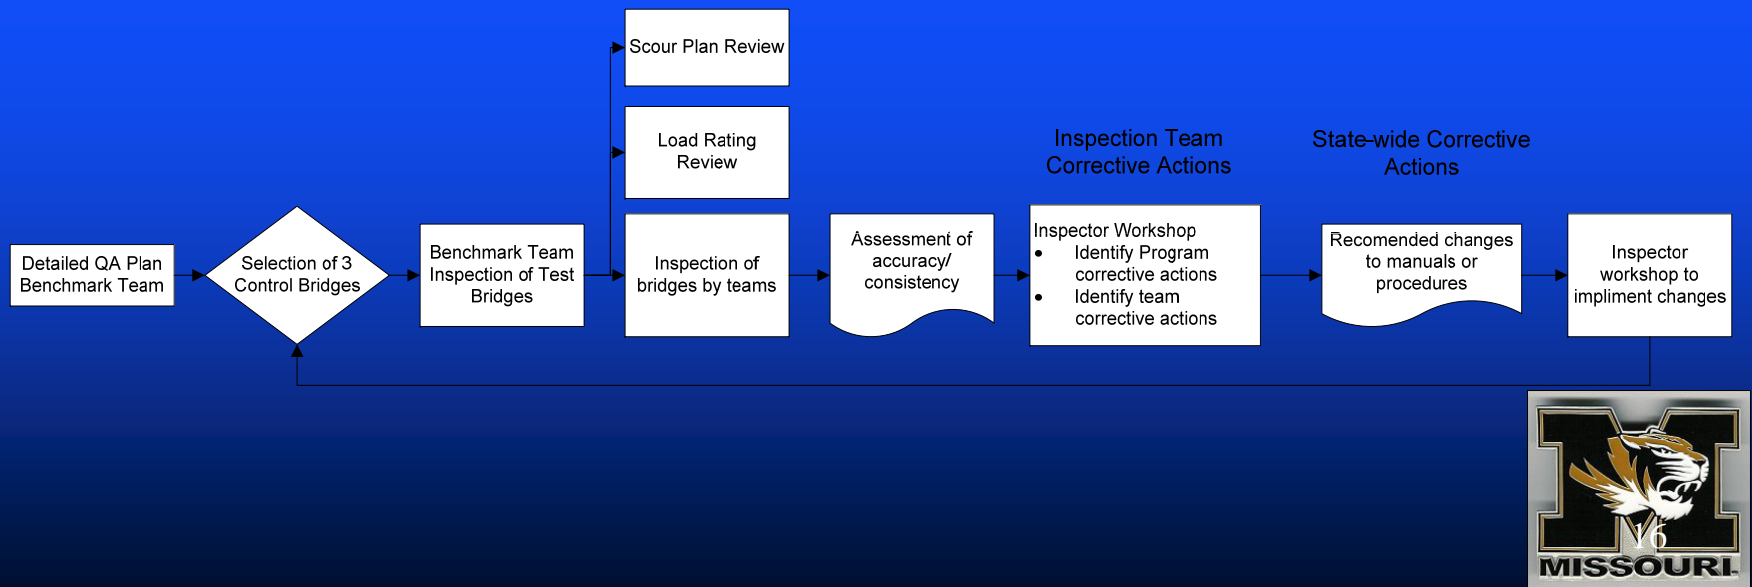 Scour Plan Review
Load Rating
Review
Inspection Team
Corrective Actions
State-wide Corrective
Actions
Detailed QA Plan
Benchmark Team
Selection of 3
Control Bridges
Benchmark Team
Inspection of Test
Bridges
Inspection of
bridges by teams
Assessment of
accuracy/
consistency
Inspector Workshop
• Identify Program
corrective actions
• Identify team
corrective actions
Recomended changes
to manuals or
procedures
Inspector
workshop to
impliment changes
16
MISSOURI